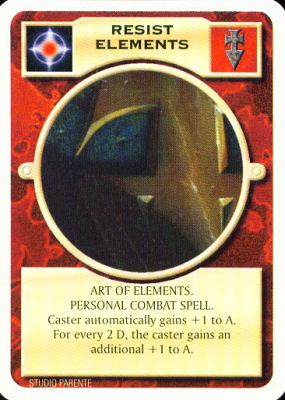 RESIST
ELEMENTS
ART OF ELEMENTS.
PERSONAL COMBAT SPELL.
Caster automatically gains +1 to A.
For every 2 D, the caster gains an
additional +1 to A.
STUDIO PARENTE